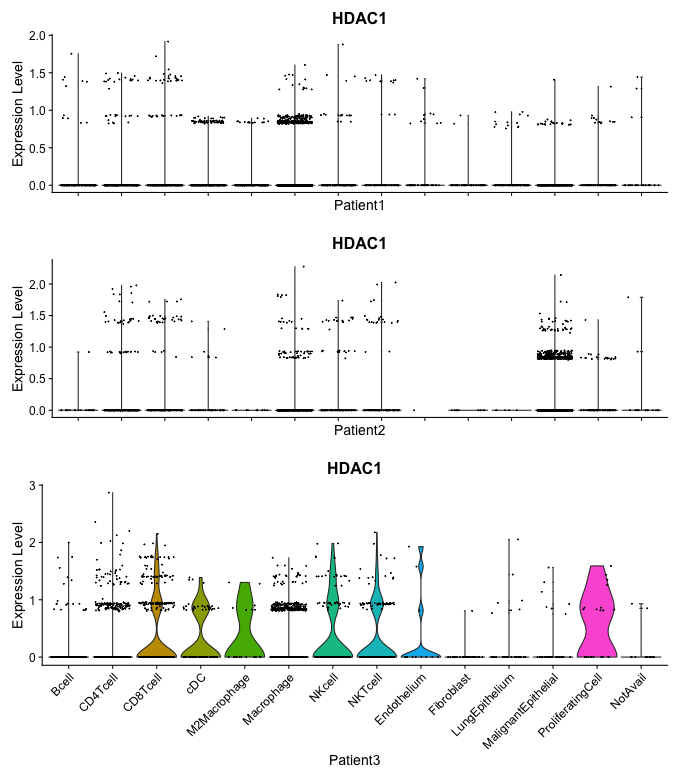 HDAC1
Expression Level
2.0
1.5
1.0
0.5
0.0
Patient1
HDAC1
Expression Level
2.0
1.5
1.0
0.5
0.0
Patient2
HDAC1
Expression Level
3
2
1
0
Bcell
CD4Tcell
CD8Tcell
cDC
M2Macrophage
Macrophage
NKcell
NKTcell
Endothelium
Fibroblast
LungEpithelium
MalignantEpithelial
ProliferatingCell
NotAvail
Patient3